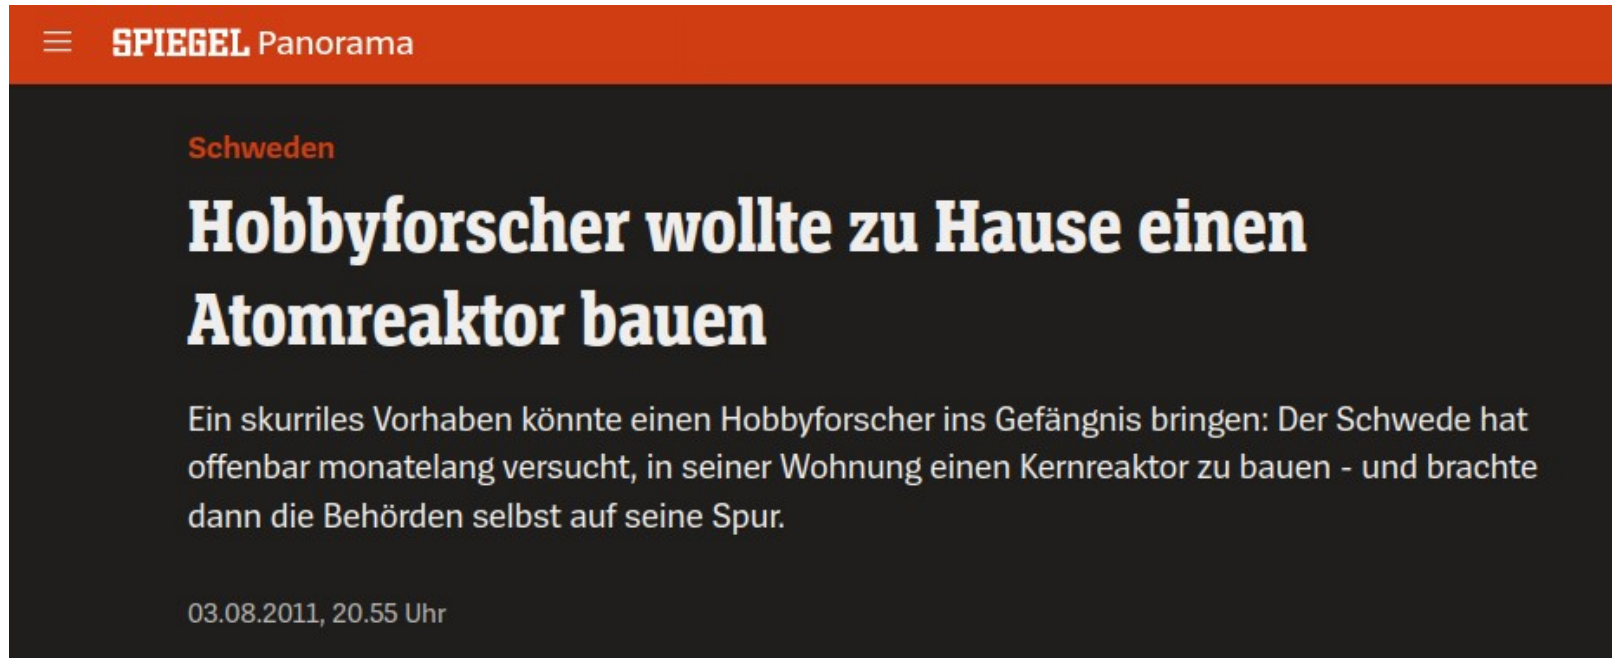 SPIEGEL Panorama
Schweden
Hobbyforscher wollte zu Hause einen
Atomreaktor bauen
Ein skurriles Vorhaben könnte einen Hobbyforscher ins Gefängnis bringen: Der Schwede hat
offenbar monatelang versucht, in seiner Wohnung einen Kernreaktor zu bauen - und brachte
dann die Behörden selbst auf seine Spur.
03.08.2011, 20.55 Uhr